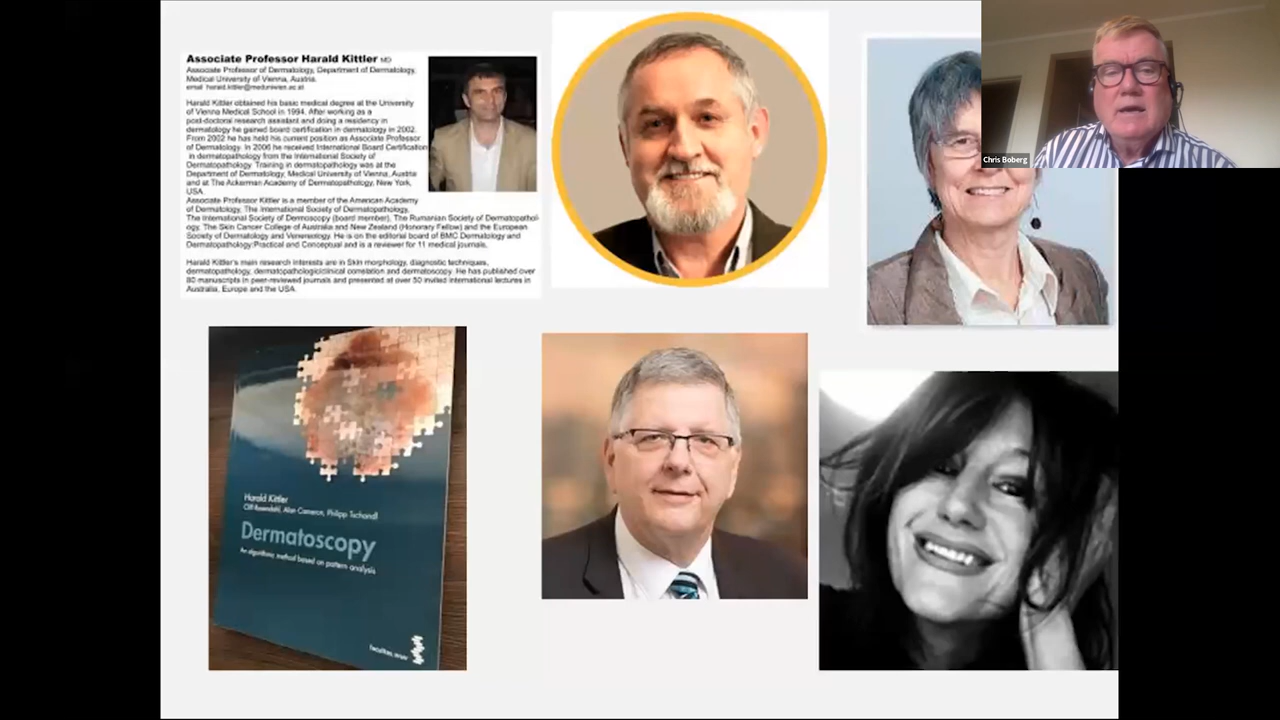 Associate Professor Harald Kittler MD
Associate Professor of Dermatology, Department of Dermatology,
Medical University of Vienna, Austria.
email harald.kittler@meduniwien.ac.at
Harald Kittler obtained his basic medical degree at the University
of Vienna Medical School in 1994. After working as a
post-doctoral research assistant and doing a residency in
dermatology he gained board certification in dermatology in 2002.
From 2002 he has held his current position as Associate Professor
of Dermatology. In 2006 he received International Board Certification
in dermatopathology from the International Society of
Dermatopathology. Training in dermatopathology was at the
Department of Dermatology, Medical University of Vienna, Austria
and at The Ackerman Academy of Dermatopathology, New York,
USA.
Associate Professor Kittler is a member of the American Academy
of Dermatology, The International Society of Dermatopathology,
The International Society of Dermoscopy (board member), The Rumanian Society of Dermatopathol-
ogy, The Skin Cancer College of Australia and New Zealand (Honorary Fellow) and the European
Society of Dermatology and Venereology. He is on the editorial board of BMC Dermatology and
Dermatopathology:Practical and Conceptual and is a reviewer for 11 medical journals.
Harald Kittler's main research interests are in Skin morphology, diagnostic techniques,
dermatopathology, dermatopathologic/clinical correlation and dermatoscopy. He has published over
80 manuscripts in peer-reviewed journals and presented at over 50 invited international lectures in
Australia, Europe and the USA.
Chris Boberg
Harald Kittler
Cliff Rosendahl, Alan Cameron, Philipp Tschandl
Dermatoscopy
An algorithmic method based on pattern analysis
facultas.wuv